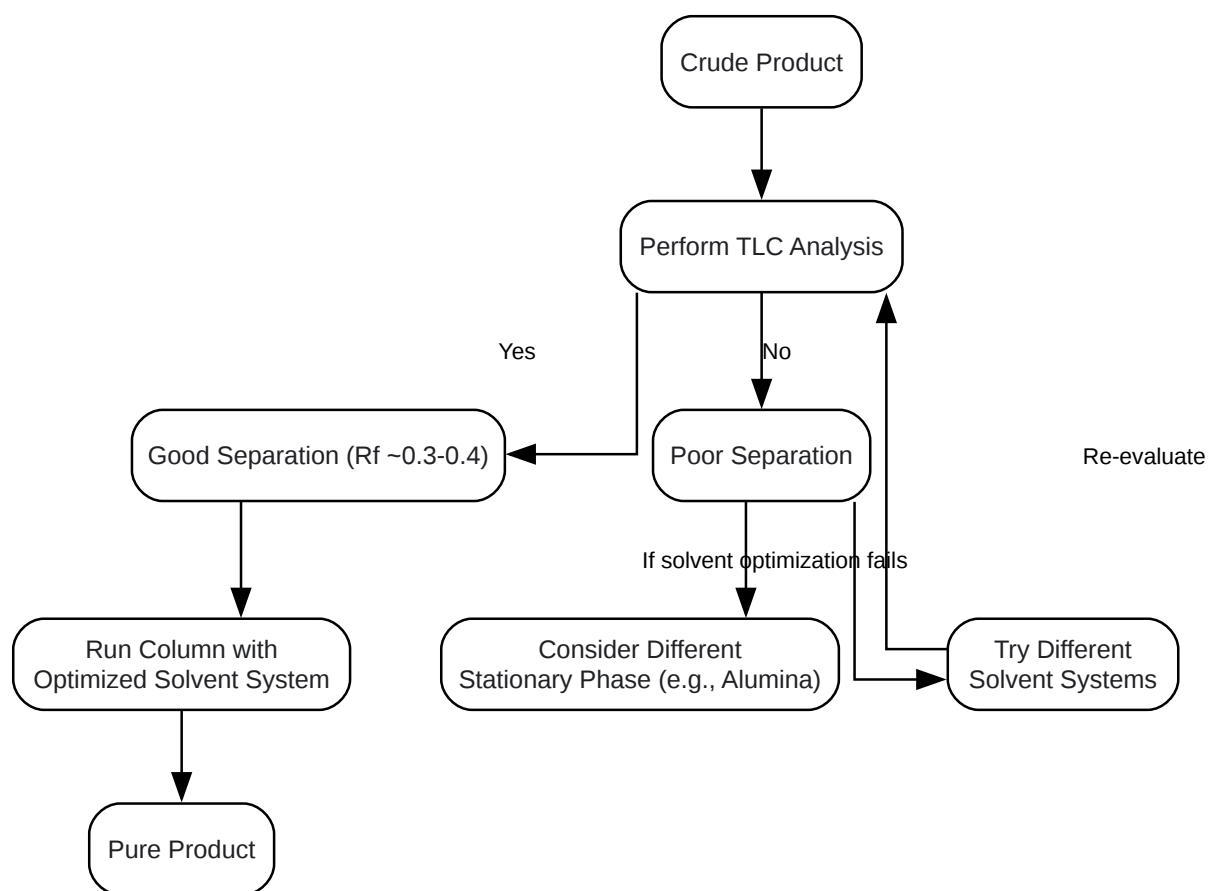 Crude Product
Perform TLC Analysis
Yes
No
Good Separation (Rf ~0.3-0.4)
Poor Separation
Re-evaluate
If solvent optimization fails
Run Column with
Optimized Solvent System
Consider Different
Stationary Phase (e.g., Alumina)
Try Different
Solvent Systems
Pure Product